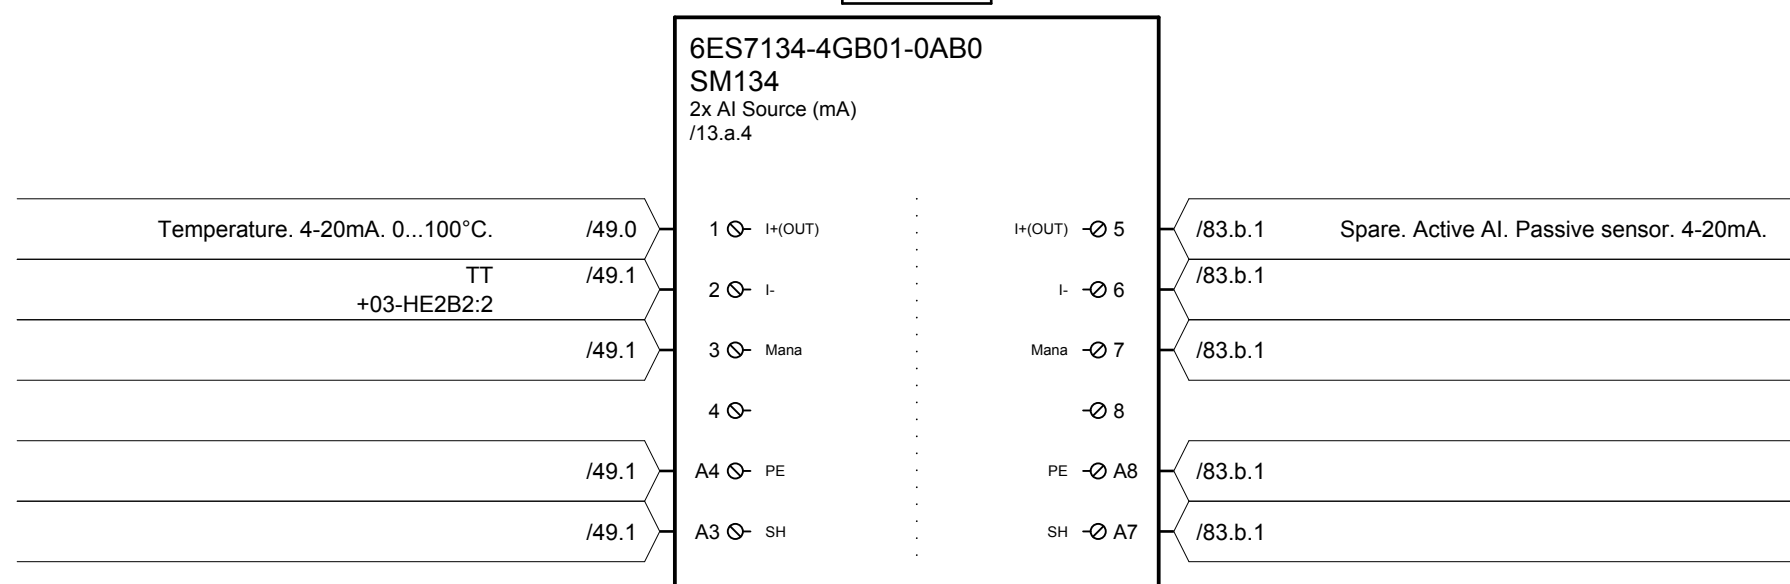 6ES7134-4GB01-0AB0
SM134
2x AI Source (mA)
/13.a.4
Temperature. 4-20mA. 0...100°C. /49.0 1 I+(OUT) I+(OUT) 5 /83.b.1 Spare. Active AI. Passive sensor. 4-20mA.
TT /49.1 2 I- I- 6 /83.b.1
+03-HE2B2:2
/49.1 3 Mana Mana 7 /83.b.1
4 8
/49.1 A4 PE PE A8 /83.b.1
/49.1 A3 SH SH A7 /83.b.1